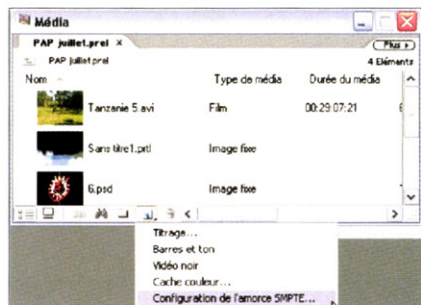 Média
PAP juillet.prel × Plus
PAP juillet.prel 4 Eléments
Nom Type de média Durée du média
Tanzanie 5.avi Film 00:29:07:21
Sans titre1.prtl Image fixe
6.psd Image fixe
Titrage...
Barres et ton
Vidéo noir
Cache couleur...
Configuration de l'amorce SMPTE...